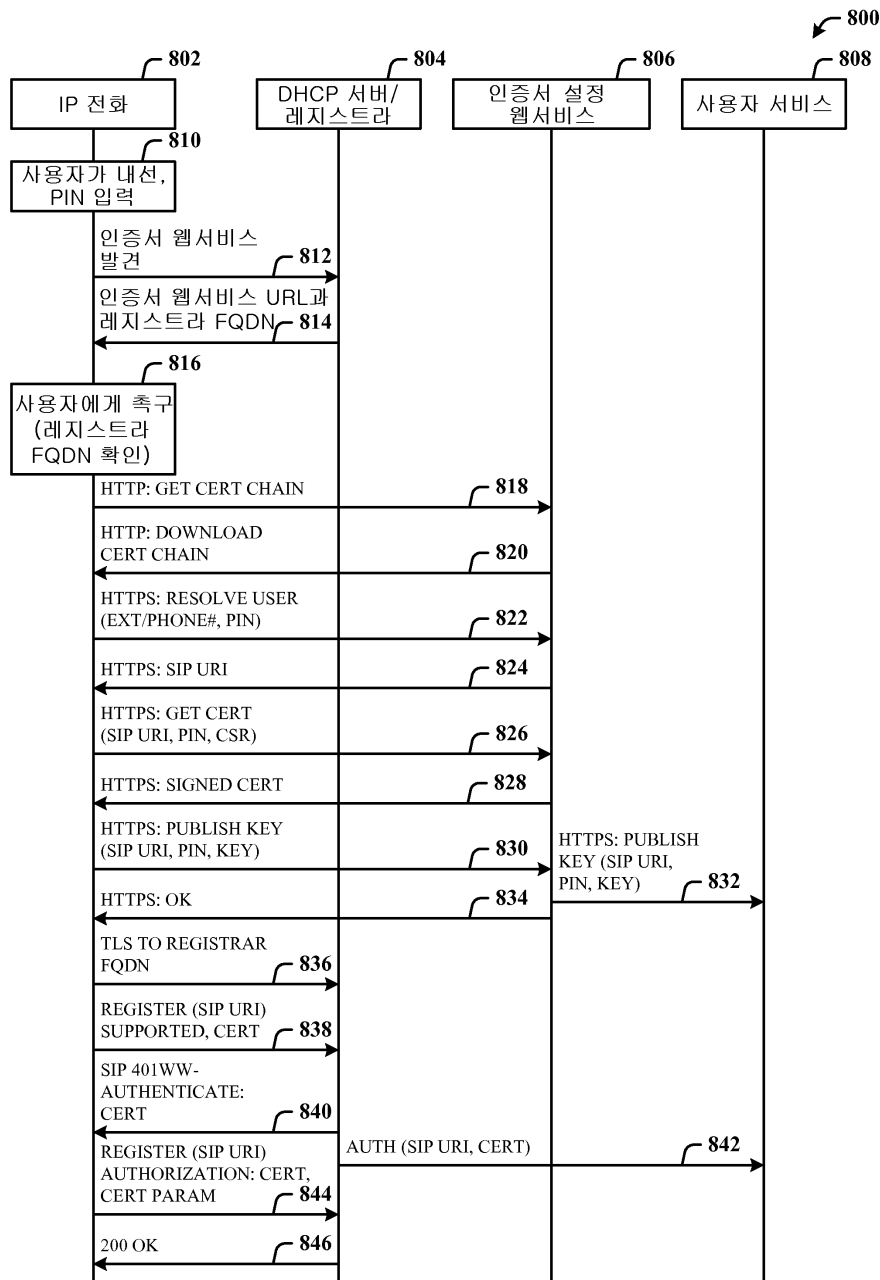 800
802
804
806
808
IP 전화
DHCP 서버/
레지스트라
인증서 설정
웹서비스
사용자 서비스
810
사용자가 내선,
PIN 입력
인증서 웹서비스
발견
812
인증서 웹서비스 URL과
레지스트라 FQDN
814
816
사용자에게 촉구
(레지스트라
FQDN 확인)
HTTP: GET CERT CHAIN
818
HTTP: DOWNLOAD
CERT CHAIN
820
HTTPS: RESOLVE USER
(EXT/PHONE#, PIN)
822
HTTPS: SIP URI
824
HTTPS: GET CERT
(SIP URI, PIN, CSR)
826
HTTPS: SIGNED CERT
828
HTTPS: PUBLISH KEY
(SIP URI, PIN, KEY)
830
HTTPS: PUBLISH
KEY (SIP URI,
PIN, KEY)
832
HTTPS: OK
834
TLS TO REGISTRAR
FQDN
836
REGISTER (SIP URI)
SUPPORTED, CERT
838
SIP 401WW-
AUTHENTICATE:
CERT
840
AUTH (SIP URI, CERT)
842
REGISTER (SIP URI)
AUTHORIZATION: CERT,
CERT PARAM
844
200 OK
846